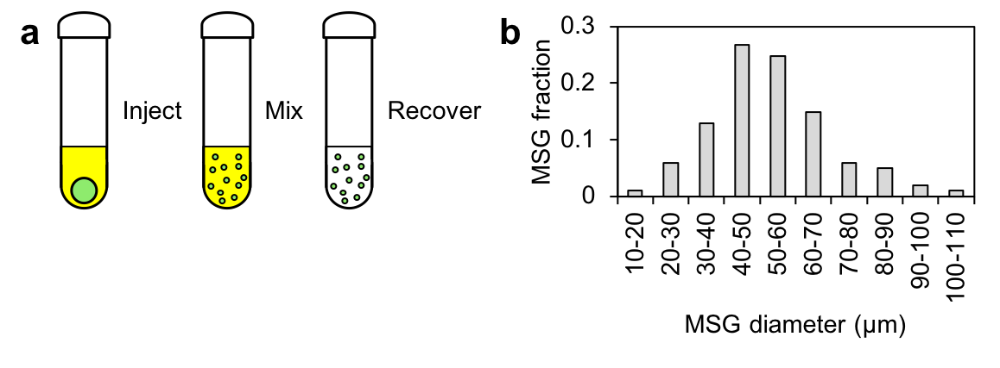 a
Inject
Mix
Recover
b
MSG fraction
0.3
0.2
0.1
0
10-20
20-30
30-40
40-50
50-60
60-70
70-80
80-90
90-100
100-110
MSG diameter (µm)